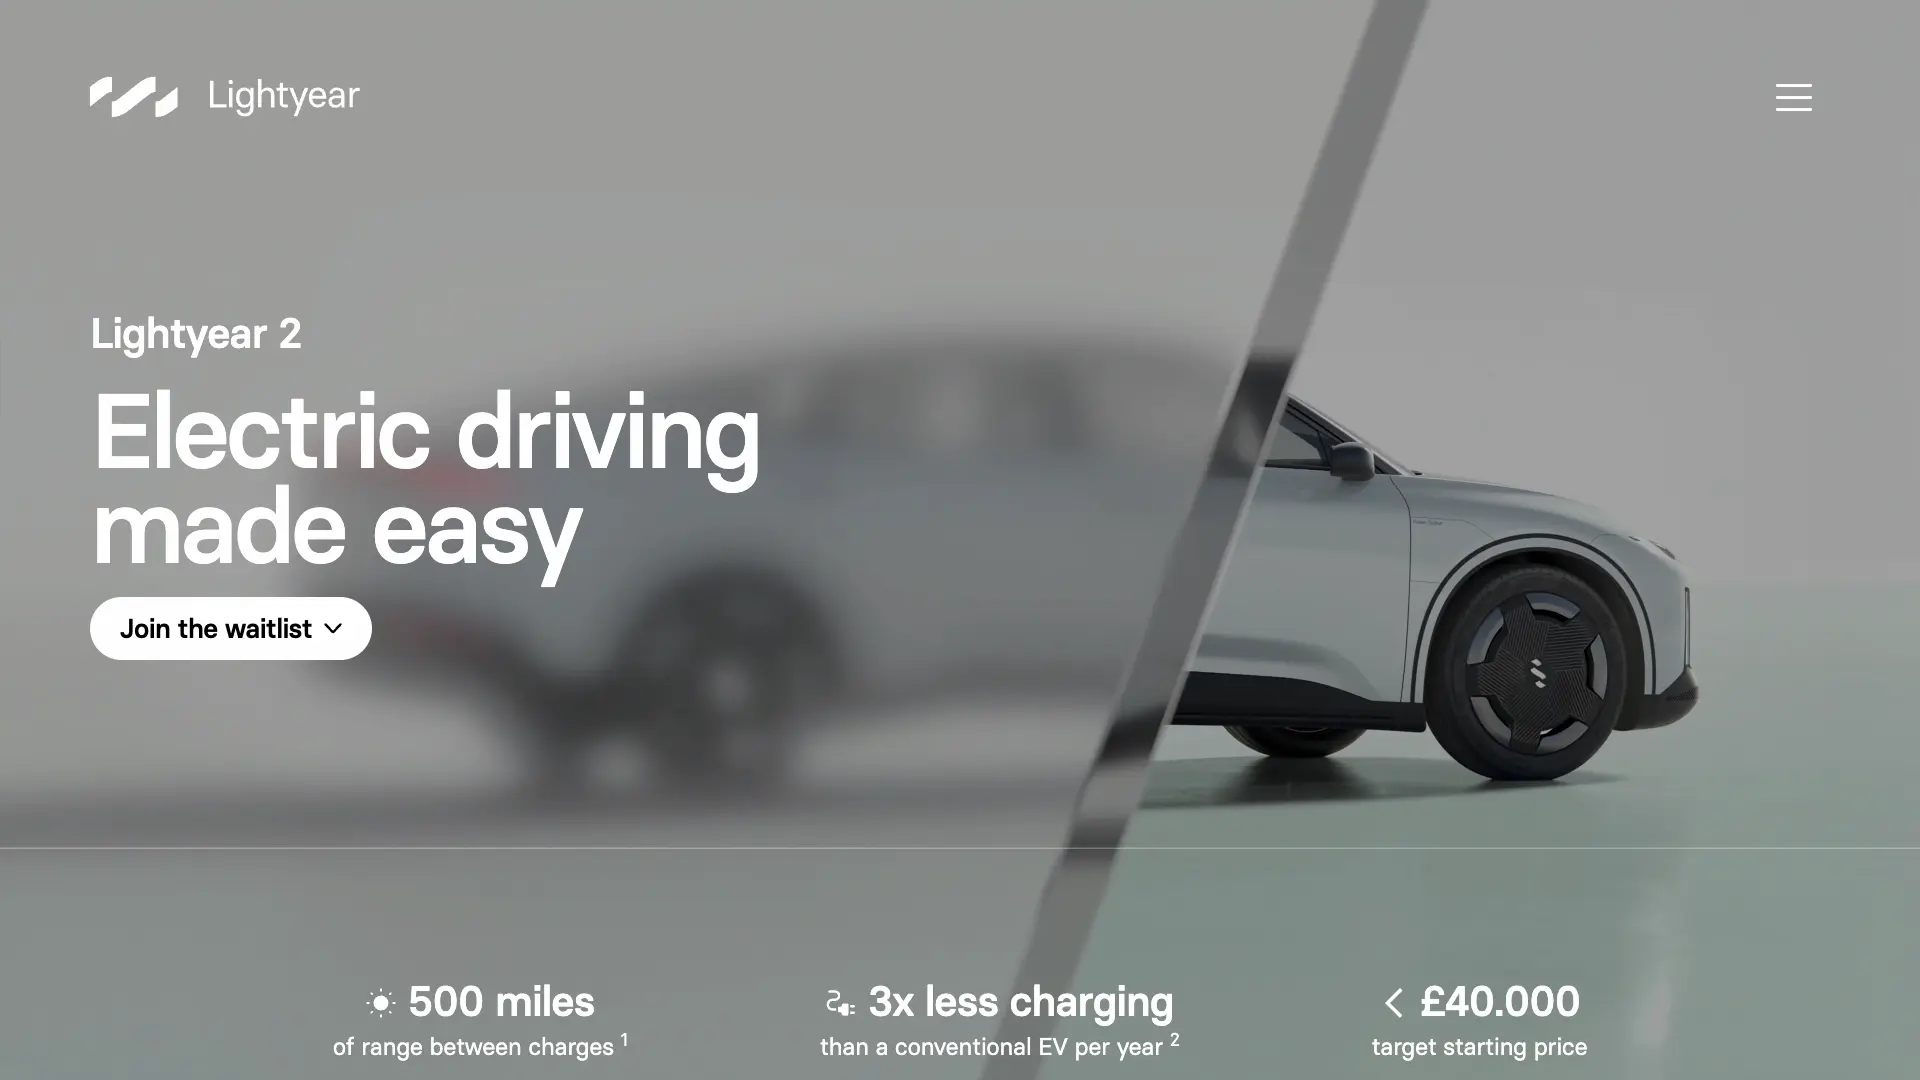 Lightyear
Lightyear 2
Electric driving
made easy
Join the waitlist
500 miles
of range between charges 1
3x less charging
than a conventional EV per year 2
< £40.000
target starting price